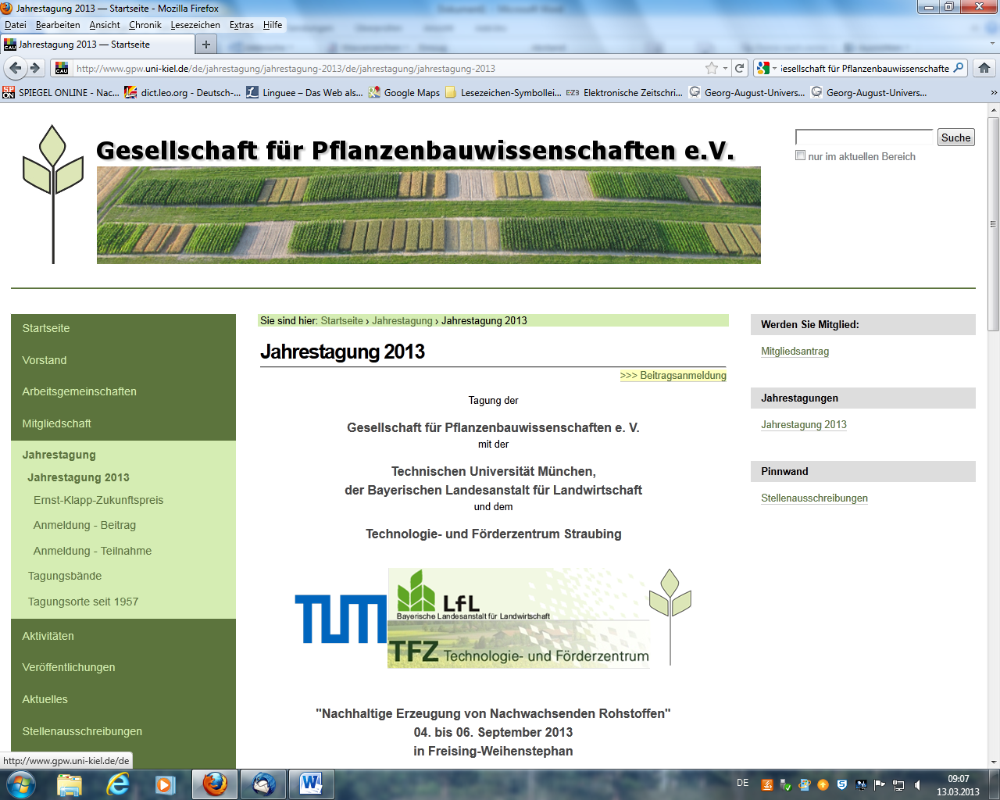 Jahrestagung 2013 — Startseite - Mozilla Firefox
Datei Bearbeiten Ansicht Chronik Lesezeichen Extras Hilfe
CAU Jahrestagung 2013 — Startseite
CAU http://www.gpw.uni-kiel.de/de/jahrestagung/jahrestagung-2013/de/jahrestagung/jahrestagung-2013
iesellschaft für Pflanzenbauwissenschafte
SPIEGEL ONLINE - Nac... dict.leo.org - Deutsch-... Linguee – Das Web als... Google Maps Lesezeichen-Symbollei... EZB Elektronische Zeitschri... Georg-August-Univers... Georg-August-Univers... »
Gesellschaft für Pflanzenbauwissenschaften e.V.
Suche
nur im aktuellen Bereich
Startseite
Vorstand
Arbeitsgemeinschaften
Mitgliedschaft
Jahrestagung
Jahrestagung 2013
Ernst-Klapp-Zukunftspreis
Anmeldung - Beitrag
Anmeldung - Teilnahme
Tagungsbände
Tagungsorte seit 1957
Aktivitäten
Veröffentlichungen
Aktuelles
Stellenausschreibungen
Sie sind hier: Startseite › Jahrestagung › Jahrestagung 2013
Jahrestagung 2013
>>> Beitragsanmeldung
Tagung der
Gesellschaft für Pflanzenbauwissenschaften e. V.
mit der
Technischen Universität München,
der Bayerischen Landesanstalt für Landwirtschaft
und dem
Technologie- und Förderzentrum Straubing
TUM
LfL
Bayerische Landesanstalt für Landwirtschaft
TFZ Technologie- und Förderzentrum
"Nachhaltige Erzeugung von Nachwachsenden Rohstoffen"
04. bis 06. September 2013
in Freising-Weihenstephan
Werden Sie Mitglied:
Mitgliedsantrag
Jahrestagungen
Jahrestagung 2013
Pinnwand
Stellenausschreibungen
http://www.gpw.uni-kiel.de/de
DE
09:07
13.03.2013